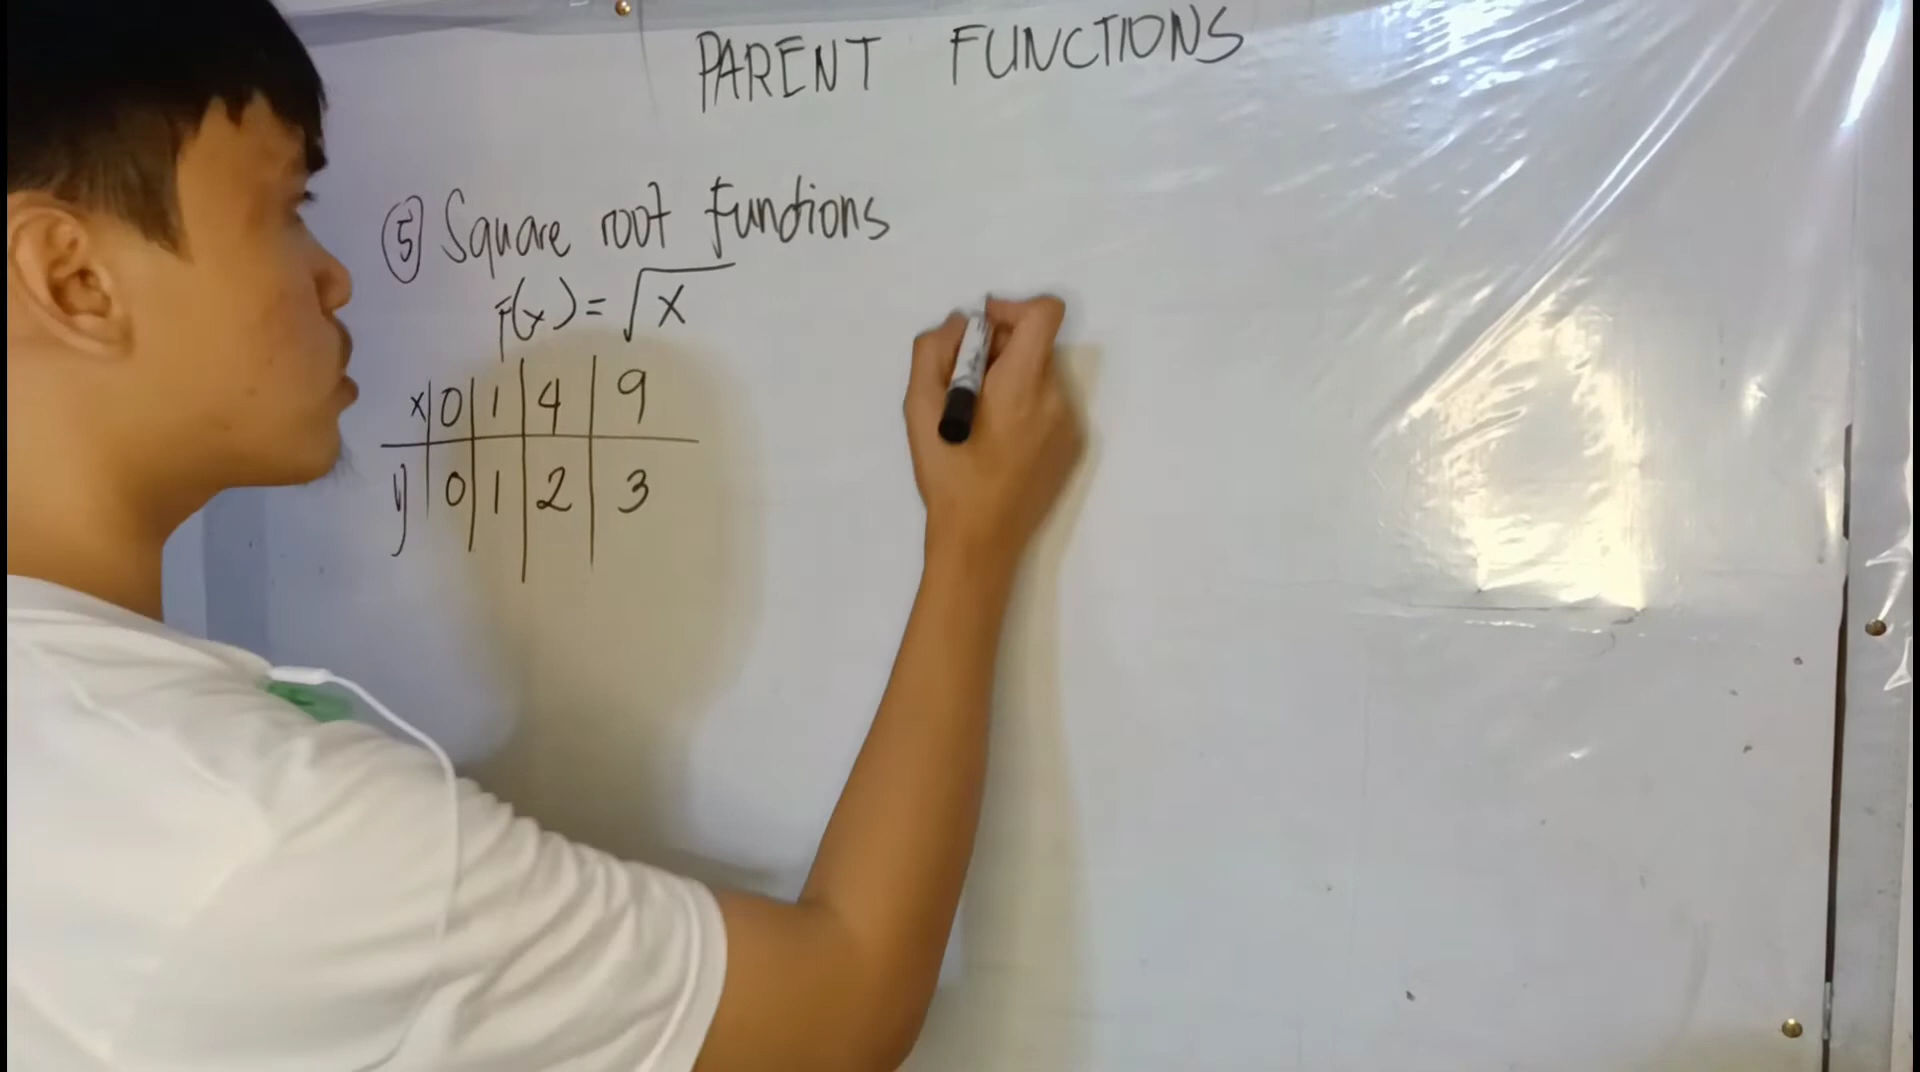 PARENT FUNCTIONS
⑤ Square root functions
f(x) = √x
x | 0 | 1 | 4 | 9
y | 0 | 1 | 2 | 3